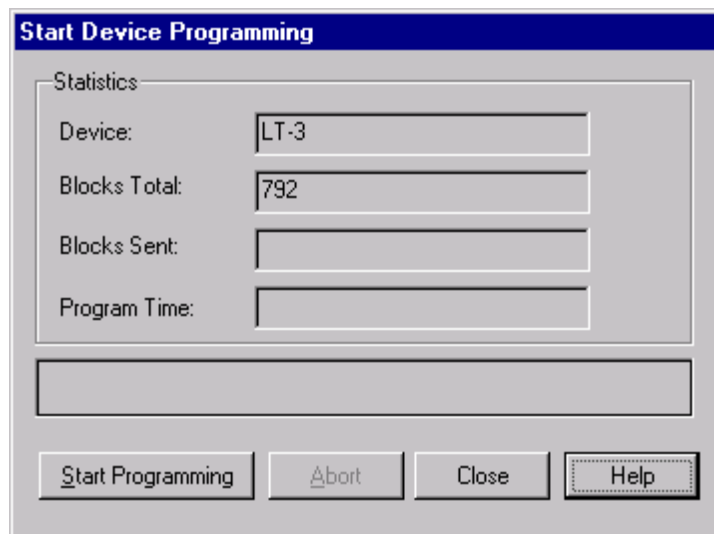 Start Device Programming
Statistics
Device: LT-3
Blocks Total: 792
Blocks Sent:
Program Time:
Start Programming Abort Close Help